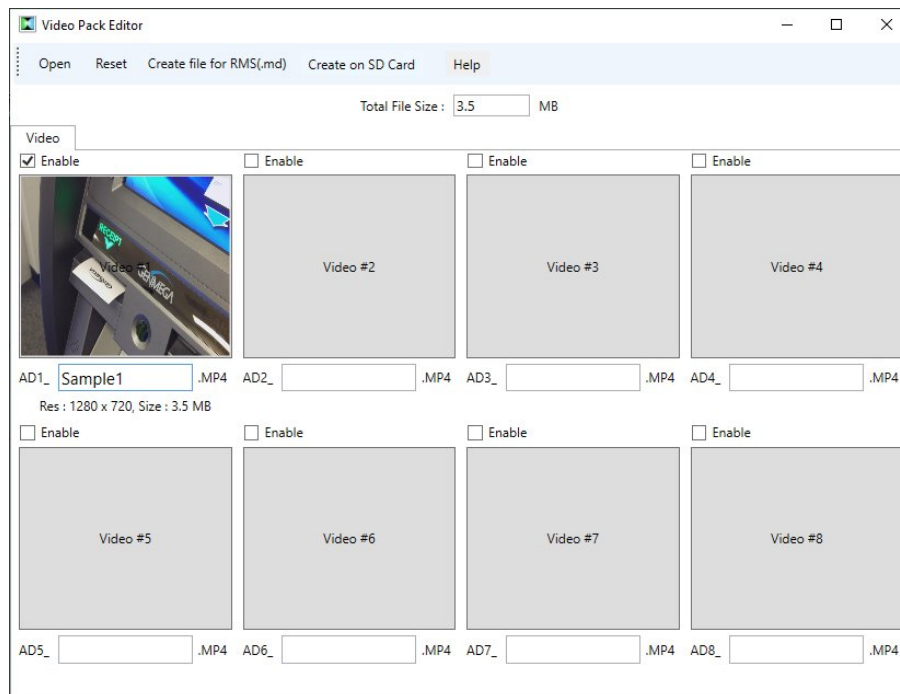 Video Pack Editor
Open Reset Create file for RMS(.md) Create on SD Card Help
Total File Size : 3.5 MB
Video
Enable Enable Enable Enable
RECEIPT
GENMEGA
Video #1 Video #2 Video #3 Video #4
AD1_ Sample1 .MP4 AD2_ .MP4 AD3_ .MP4 AD4_ .MP4
Res : 1280 x 720, Size : 3.5 MB
Enable Enable Enable Enable
Video #5 Video #6 Video #7 Video #8
AD5_ .MP4 AD6_ .MP4 AD7_ .MP4 AD8_ .MP4